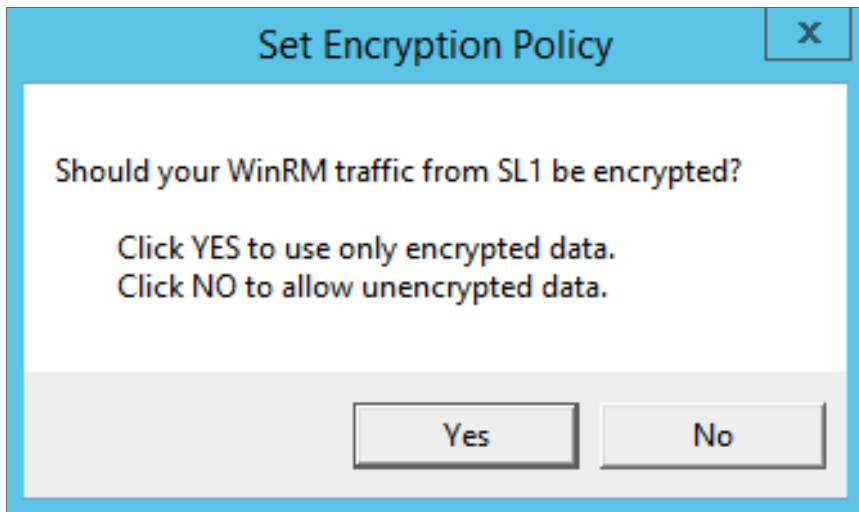 Set Encryption Policy
x
Should your WinRM traffic from SL1 be encrypted?
Click YES to use only encrypted data.
Click NO to allow unencrypted data.
Yes
No